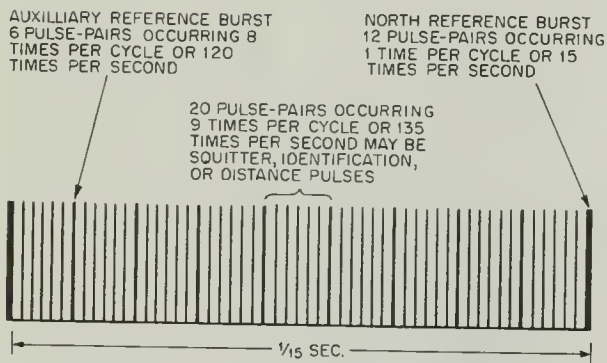 AUXILLIARY REFERENCE BURST
6 PULSE-PAIRS OCCURRING 8
TIMES PER CYCLE OR 120
TIMES PER SECOND
NORTH REFERENCE BURST
12 PULSE-PAIRS OCCURRING
1 TIME PER CYCLE OR 15
TIMES PER SECOND
20 PULSE-PAIRS OCCURRING
9 TIMES PER CYCLE OR 135
TIMES PER SECOND MAY BE
SQUITTER, IDENTIFICATION,
OR DISTANCE PULSES
1/15 SEC.